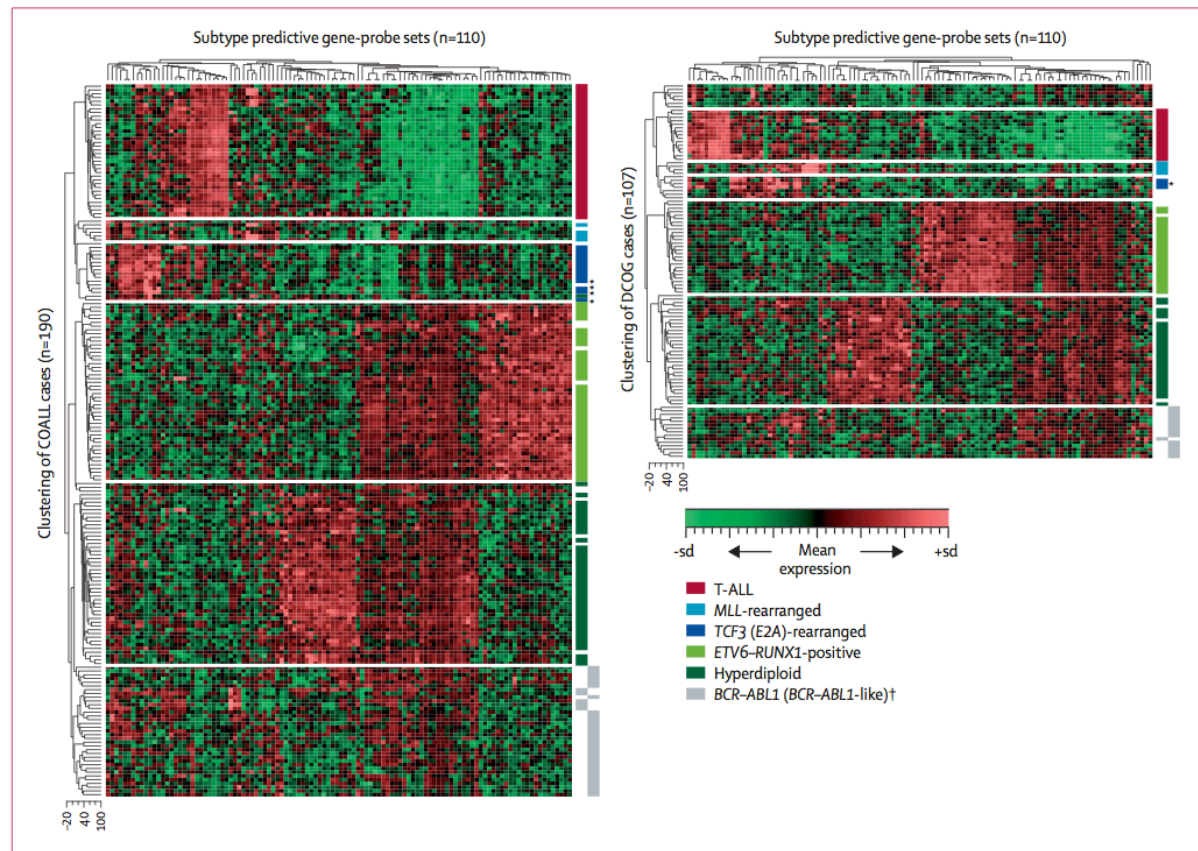 Subtype predictive gene-probe sets (n=110)
Clustering of COALL cases (n=190)
****
*
-20
40
100
Subtype predictive gene-probe sets (n=110)
Clustering of DCOG cases (n=107)
*
-20
40
100
-sd
Mean
expression
+sd
T-ALL
MLL-rearranged
TCF3 (E2A)-rearranged
ETV6–RUNX1-positive
Hyperdiploid
BCR–ABL1 (BCR–ABL1-like)†